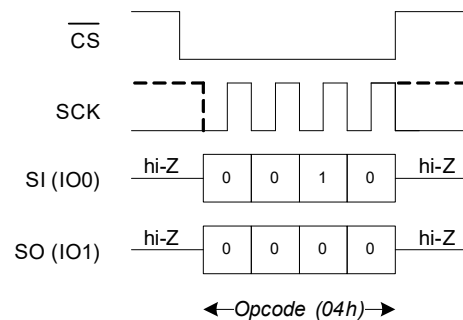 CS
SCK
hi-Z hi-Z
SI (IO0) 0 0 1 0
hi-Z hi-Z
SO (IO1) 0 0 0 0
Opcode (04h)